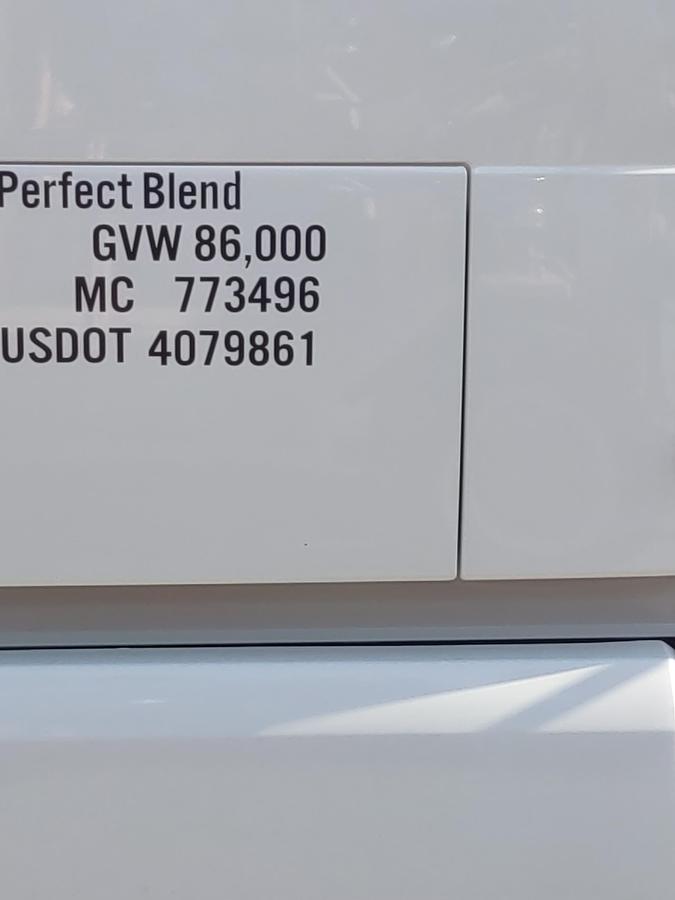 Perfect Blend
GVW 86,000
MC 773496
USDOT 4079861